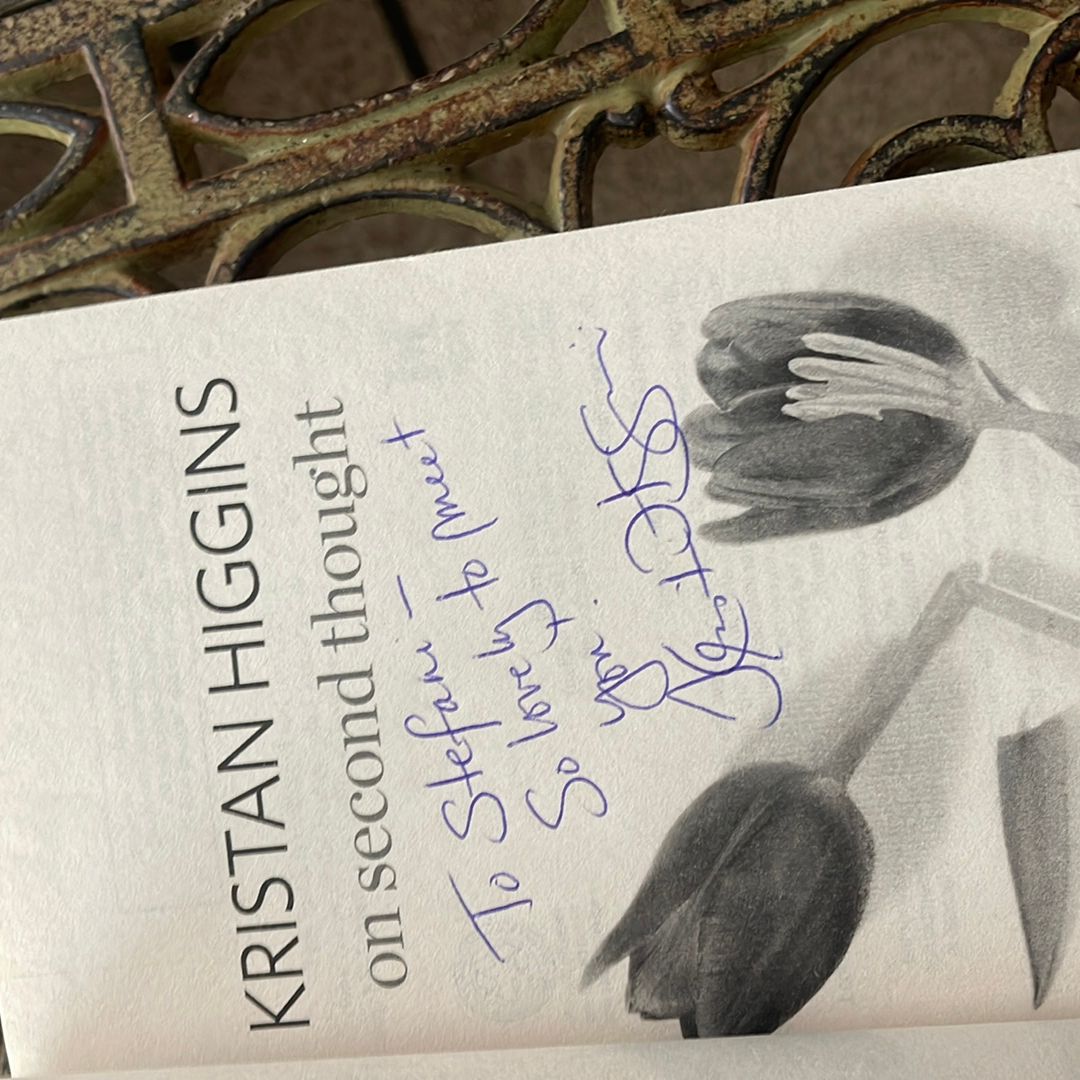 KRISTAN HIGGINS
on second thought
To Stefani –
So lovely to meet
you.